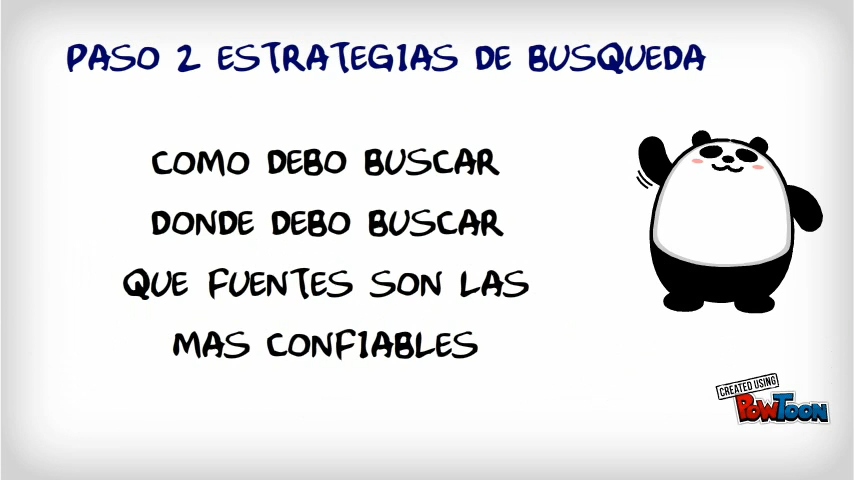 PASO 2 ESTRATEGIAS DE BUSQUEDA
COMO DEBO BUSCAR
DONDE DEBO BUSCAR
QUE FUENTES SON LAS
MAS CONFIABLES
CREATED USING
POWTOON